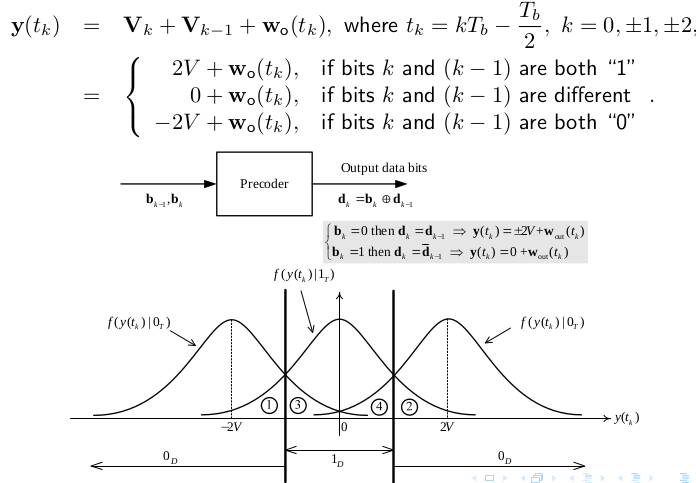 y(t_k) = V_k + V_{k−1} + w_o(t_k), where t_k = kT_b − T_b/2, k = 0, ±1, ±2,
= { 2V + w_o(t_k), if bits k and (k − 1) are both “1”
0 + w_o(t_k), if bits k and (k − 1) are different .
−2V + w_o(t_k), if bits k and (k − 1) are both “0”
Precoder
Output data bits
b_{k−1},b_k
d_k = b_k ⊕ d_{k−1}
{ b_k = 0 then d_k = d_{k−1} ⇒ y(t_k) = ±2V + w_out(t_k)
b_k = 1 then d_k = d̅_{k−1} ⇒ y(t_k) = 0 + w_out(t_k)
f(y(t_k) | 1_T)
f(y(t_k) | 0_T)
f(y(t_k) | 0_T)
① ③ ④ ②
−2V 0 2V y(t_k)
0_D 1_D 0_D